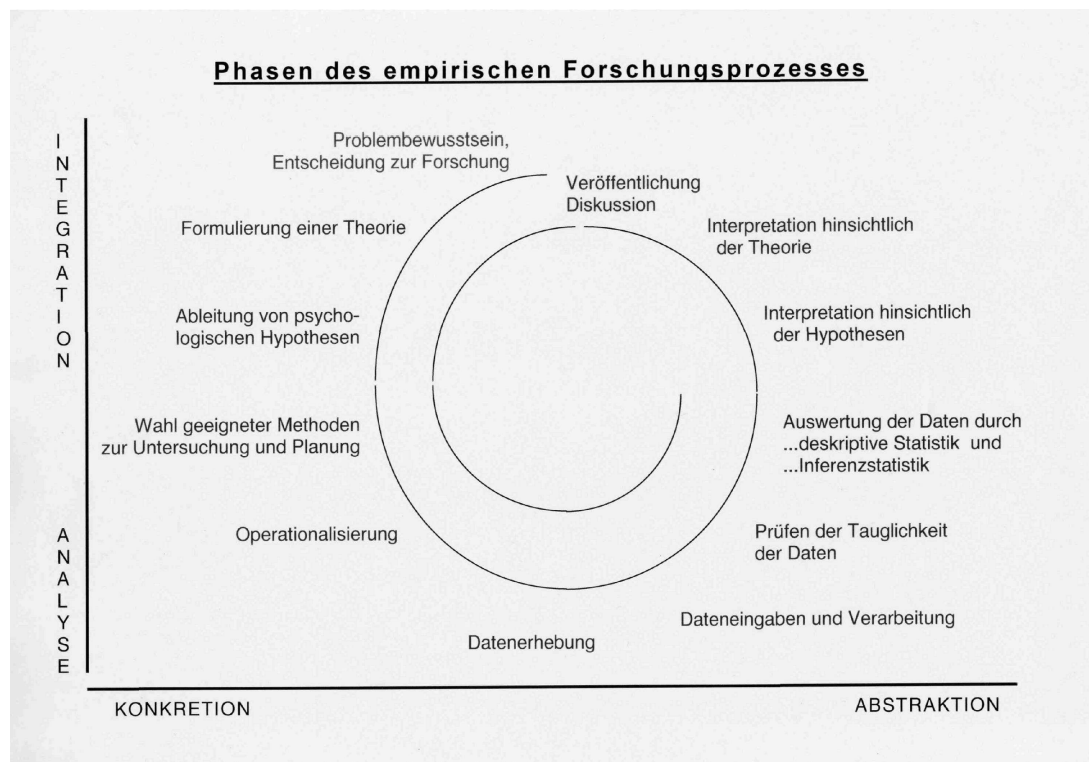 Phasen des empirischen Forschungsprozesses
INTEGRATION
Problembewusstsein,
Entscheidung zur Forschung
Veröffentlichung
Diskussion
Formulierung einer Theorie
Interpretation hinsichtlich
der Theorie
Ableitung von psycho-
logischen Hypothesen
Interpretation hinsichtlich
der Hypothesen
Wahl geeigneter Methoden
zur Untersuchung und Planung
Auswertung der Daten durch
...deskriptive Statistik und
...Inferenzstatistik
ANALYSE
Operationalisierung
Prüfen der Tauglichkeit
der Daten
Datenerhebung
Dateneingaben und Verarbeitung
KONKRETION
ABSTRAKTION